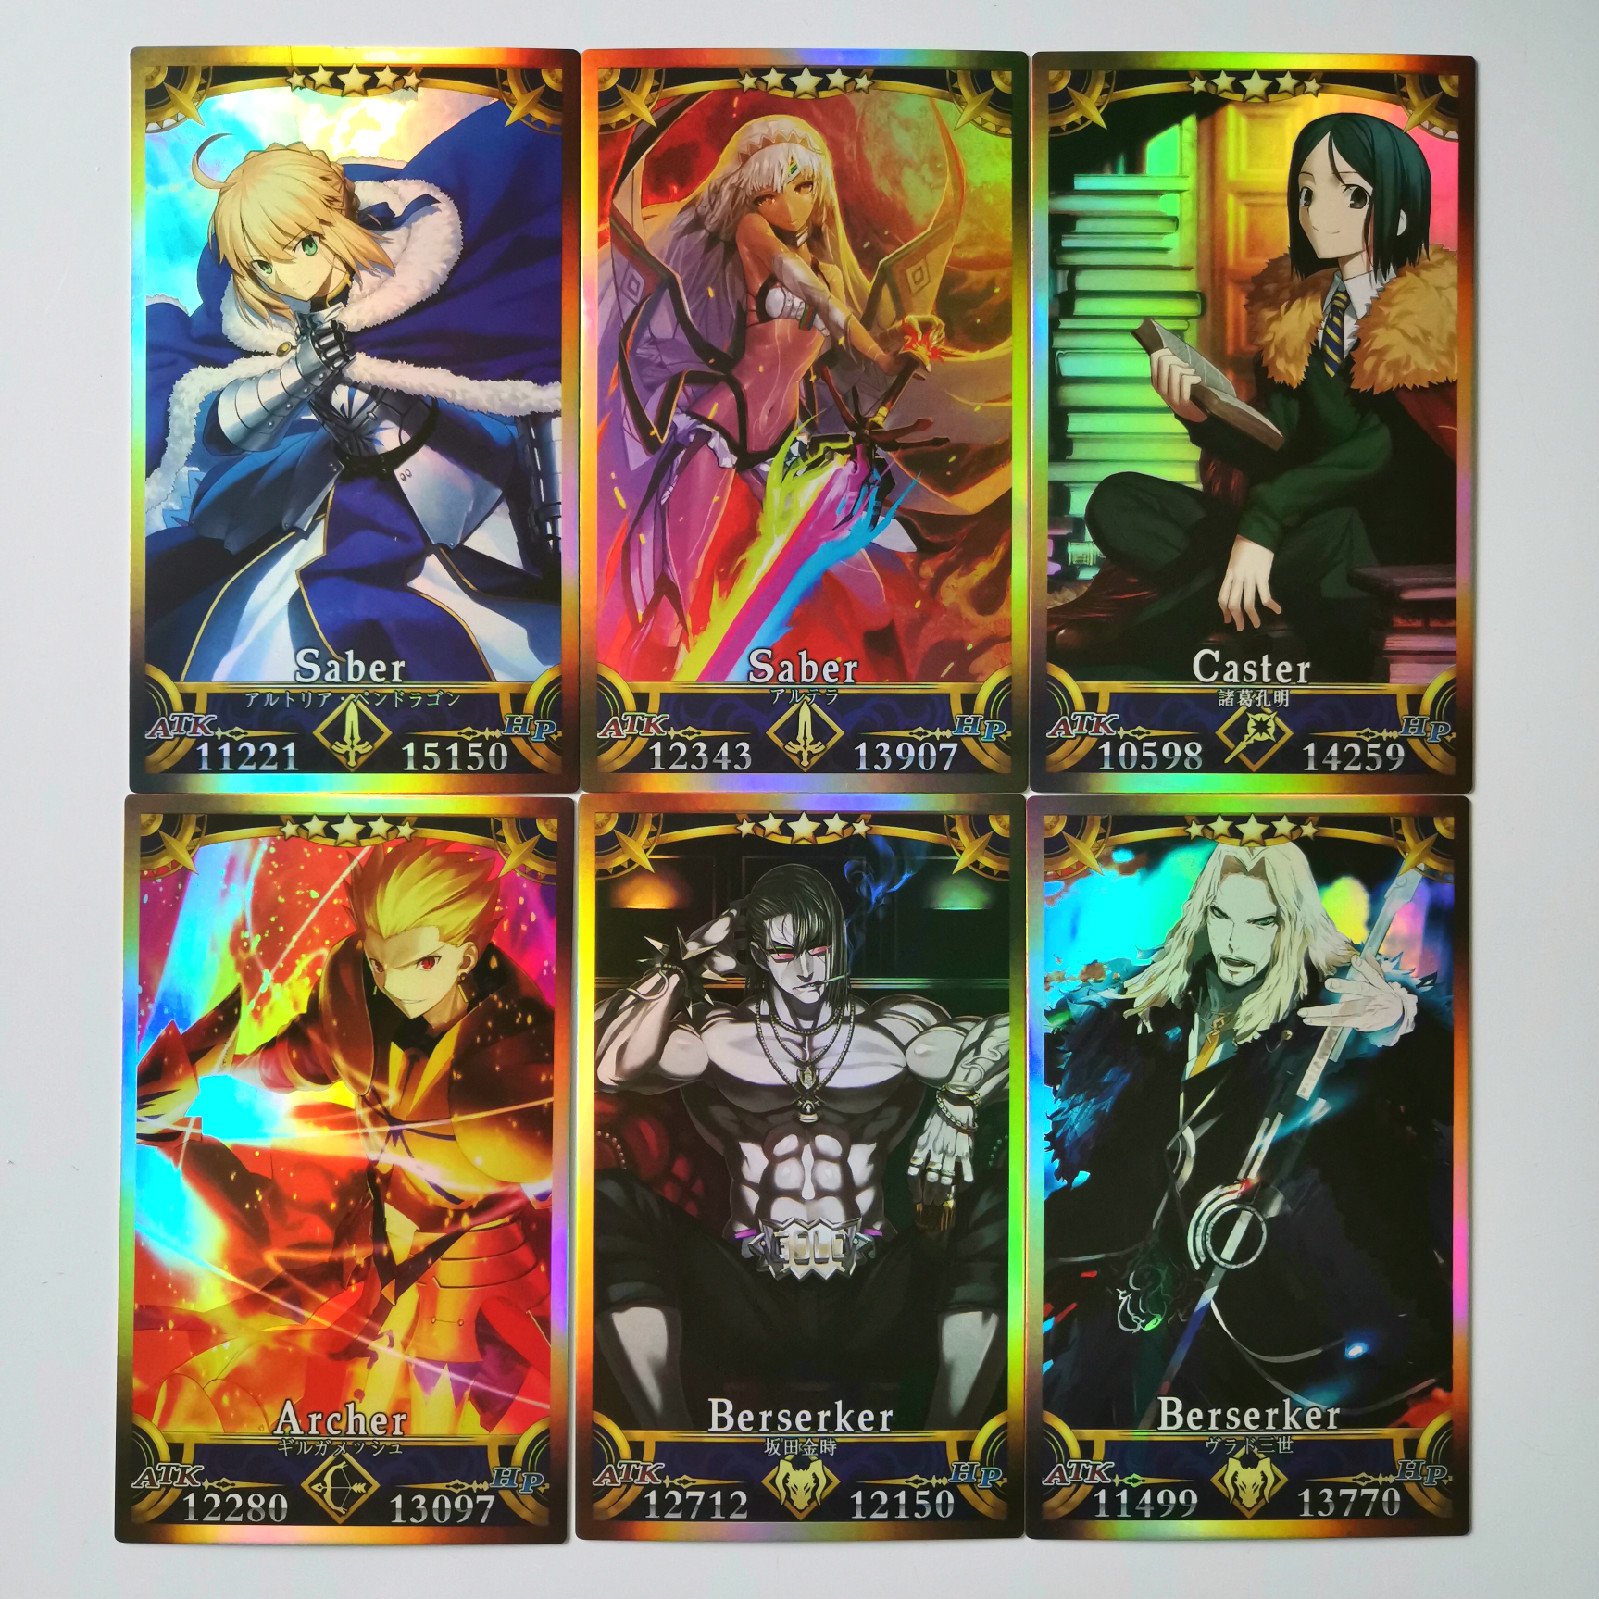 Saber
アルトリア・ペンドラゴン
ATK
HP
11221
15150
Saber
アルテラ
ATK
HP
12343
13907
Caster
諸葛孔明
ATK
HP
10598
14259
Archer
ギルガメッシュ
ATK
HP
12280
13097
GOLD
Berserker
坂田金時
ATK
HP
12712
12150
Berserker
ヴラド三世
ATK
HP
11499
13770